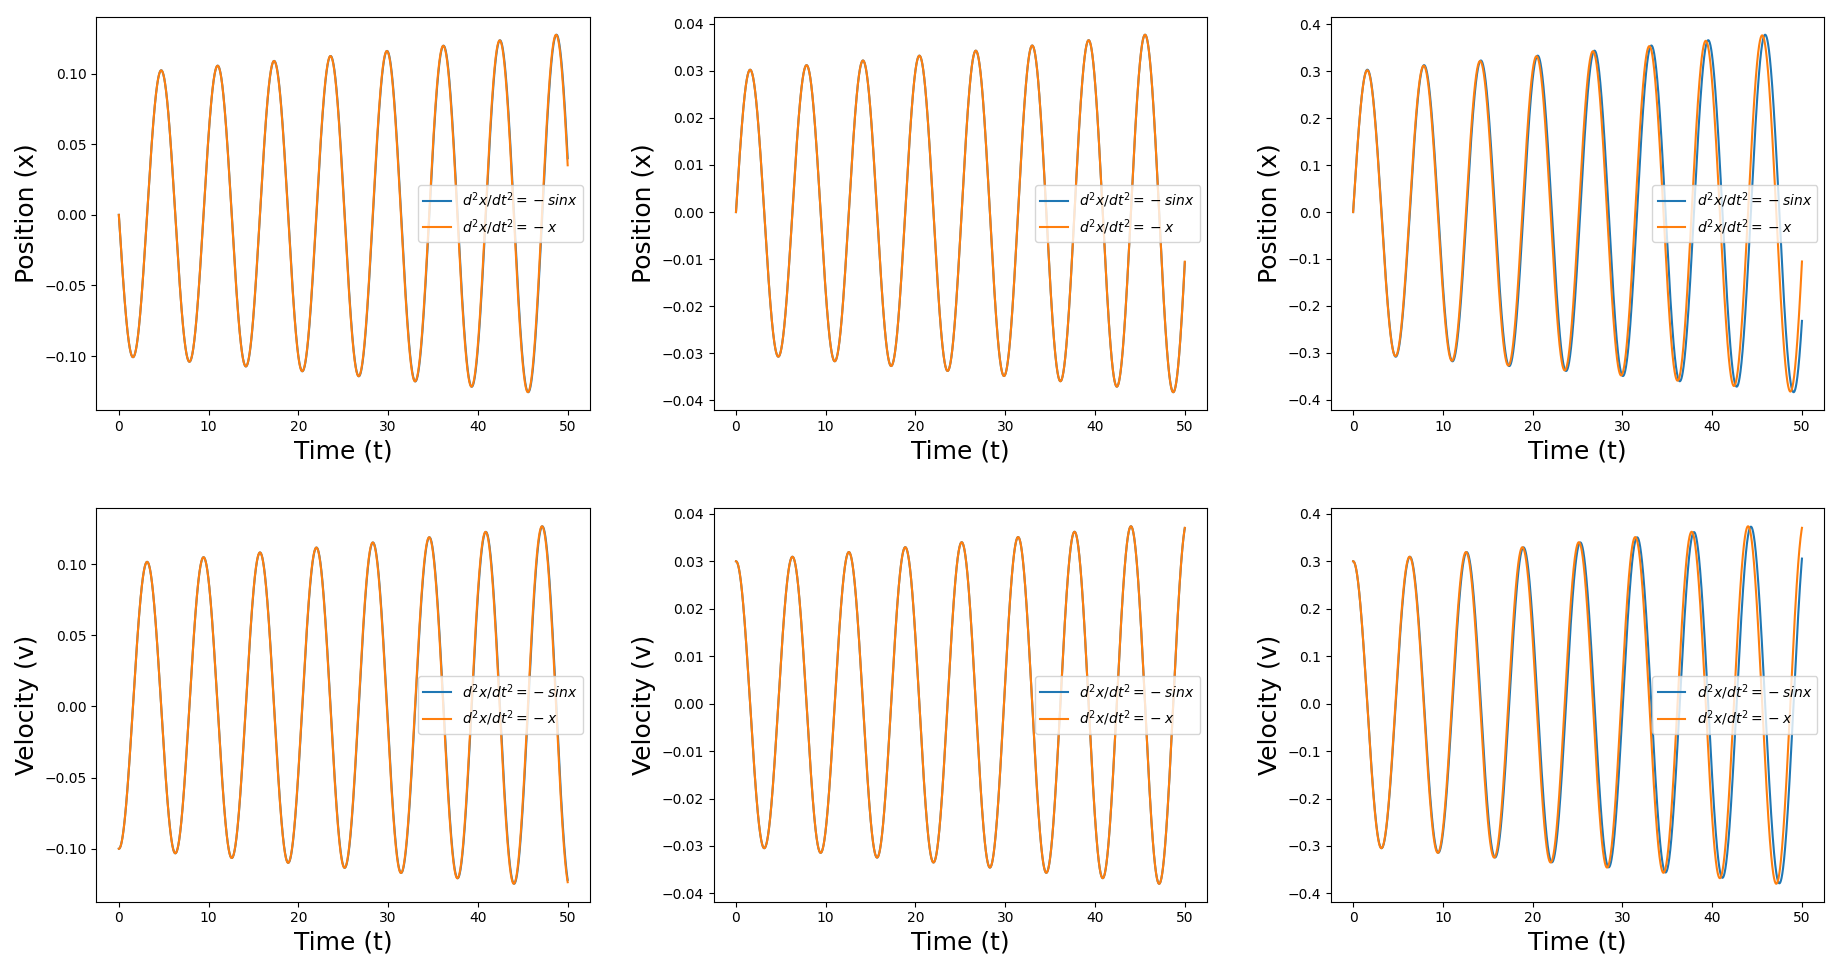 0.10
0.05
0.00
−0.05
−0.10
Position (x)
d²x/dt² = − sinx
d²x/dt² = − x
0 10 20 30 40 50
Time (t)
0.04
0.03
0.02
0.01
0.00
−0.01
−0.02
−0.03
−0.04
Position (x)
d²x/dt² = − sinx
d²x/dt² = − x
0 10 20 30 40 50
Time (t)
0.4
0.3
0.2
0.1
0.0
−0.1
−0.2
−0.3
−0.4
Position (x)
d²x/dt² = − sinx
d²x/dt² = − x
0 10 20 30 40 50
Time (t)
0.10
0.05
0.00
−0.05
−0.10
Velocity (v)
d²x/dt² = − sinx
d²x/dt² = − x
0 10 20 30 40 50
Time (t)
0.04
0.03
0.02
0.01
0.00
−0.01
−0.02
−0.03
−0.04
Velocity (v)
d²x/dt² = − sinx
d²x/dt² = − x
0 10 20 30 40 50
Time (t)
0.4
0.3
0.2
0.1
0.0
−0.1
−0.2
−0.3
−0.4
Velocity (v)
d²x/dt² = − sinx
d²x/dt² = − x
0 10 20 30 40 50
Time (t)